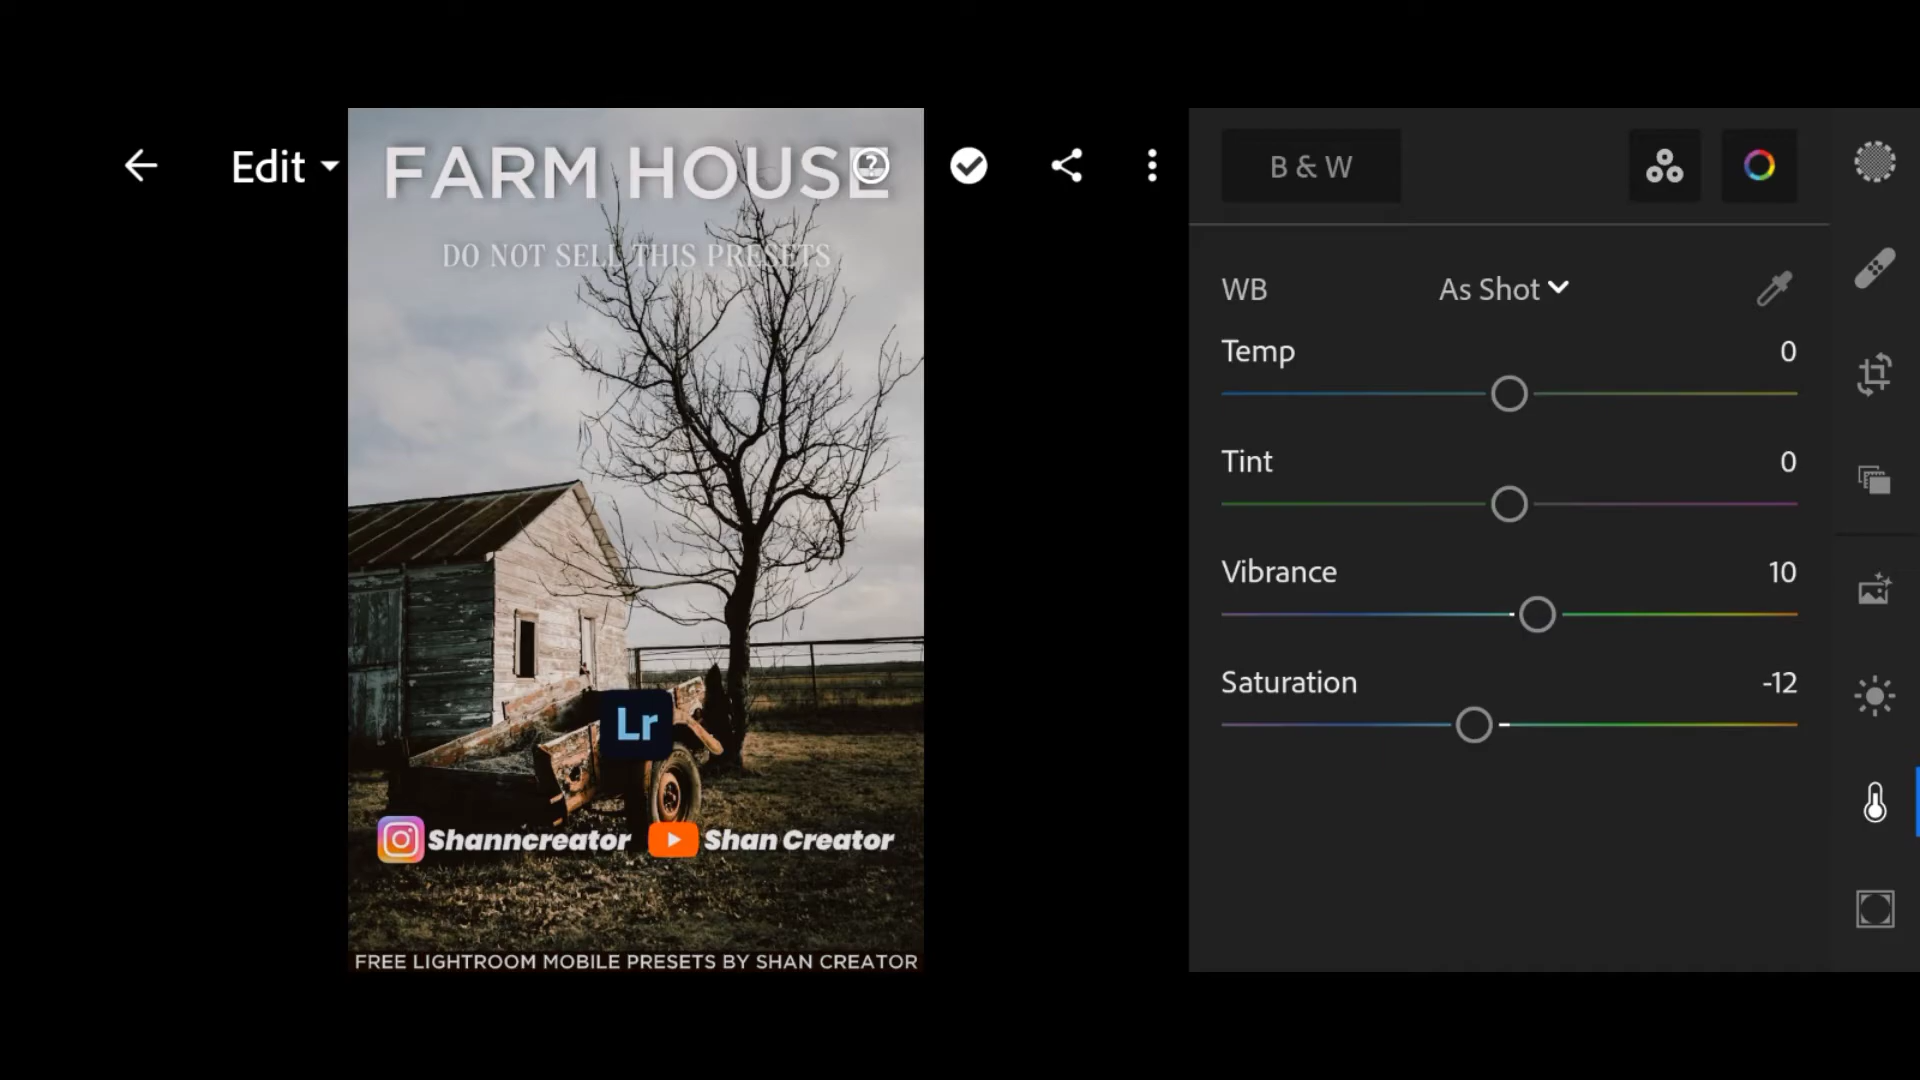 Edit
FARM HOUSE
DO NOT SELL THIS PRESETS
Lr
Shanncreator
Shan Creator
FREE LIGHTROOM MOBILE PRESETS BY SHAN CREATOR
B & W
WB As Shot
Temp 0
Tint 0
Vibrance 10
Saturation -12